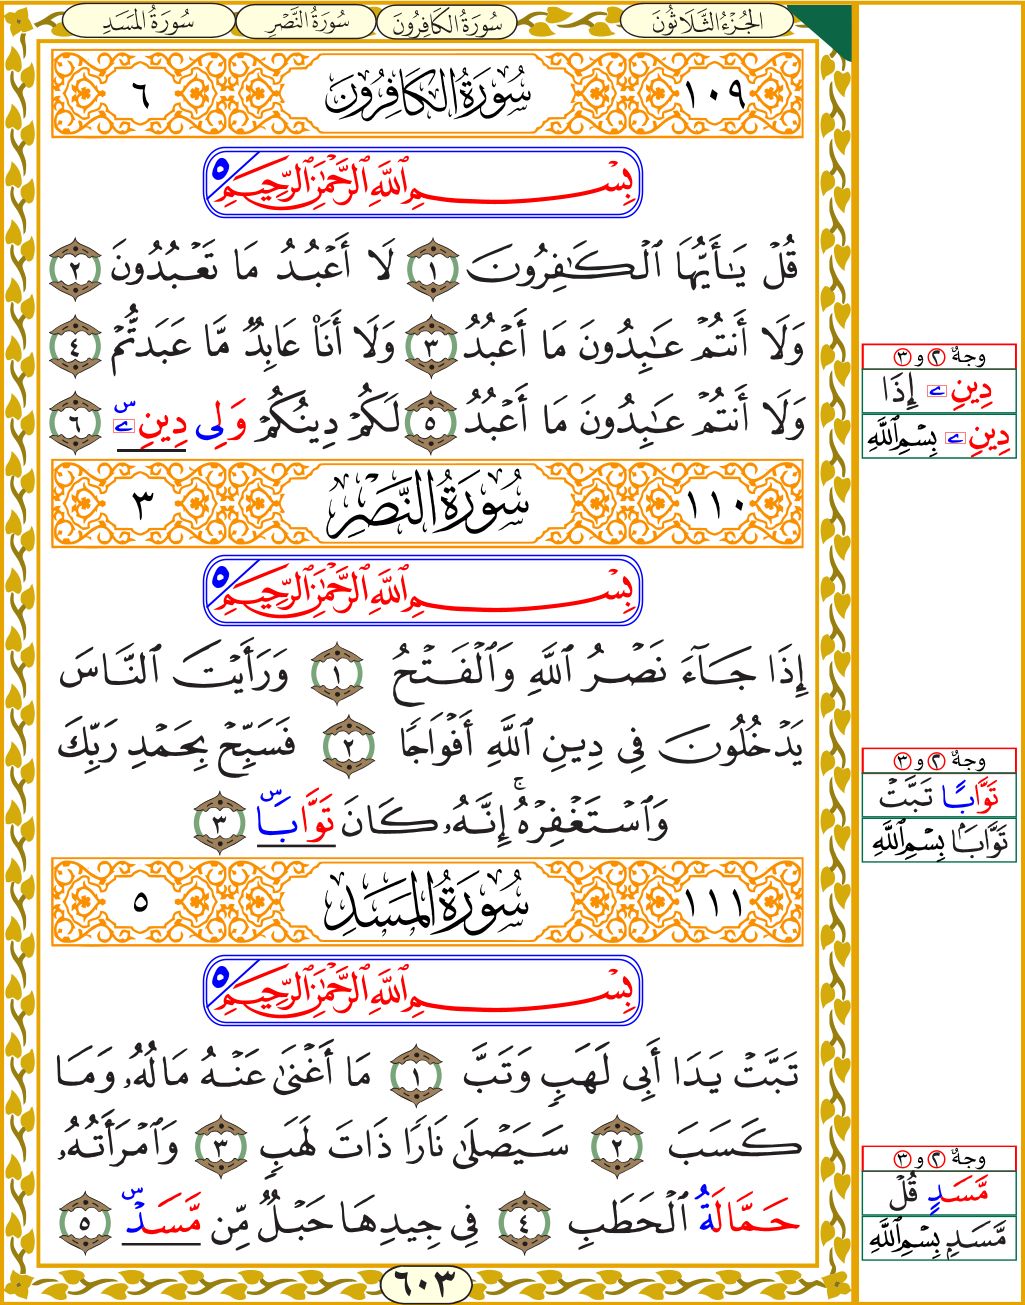 الجُزْءُ الثَّلَاثُونَ سُورَةُ الكَافِرُونَ سُورَةُ النَّصْرِ سُورَةُ المَسَدِ
١٠٩ سُورَةُ الكَافِرُونَ ٦
بِسْمِ ٱللَّهِ ٱلرَّحْمَٰنِ ٱلرَّحِيمِ ٥
قُلْ يَـٰٓأَيُّهَا ٱلْكَـٰفِرُونَ ١ لَآ أَعْبُدُ مَا تَعْبُدُونَ ٢
وَلَآ أَنتُمْ عَـٰبِدُونَ مَآ أَعْبُدُ ٣ وَلَآ أَنَا۠ عَابِدٌ مَّا عَبَدتُّمْ ٤
وَلَآ أَنتُمْ عَـٰبِدُونَ مَآ أَعْبُدُ ٥ لَكُمْ دِينُكُمْ وَلِى دِينِ ے س ٦
وجهُ ٢ و ٣
دِينِ ے إِذَا
دِينِ ے بِسْمِ ٱللَّهِ
١١٠ سُورَةُ النَّصْرِ ٣
بِسْمِ ٱللَّهِ ٱلرَّحْمَٰنِ ٱلرَّحِيمِ ٥
إِذَا جَآءَ نَصْرُ ٱللَّهِ وَٱلْفَتْحُ ١ وَرَأَيْتَ ٱلنَّاسَ
يَدْخُلُونَ فِى دِينِ ٱللَّهِ أَفْوَاجًا ٢ فَسَبِّحْ بِحَمْدِ رَبِّكَ
وَٱسْتَغْفِرْهُ ۚ إِنَّهُۥ كَانَ تَوَّابَۢا س ٣
وجهُ ٢ و ٣
تَوَّابًا تَبَّتْ
تَوَّابَۢا بِسْمِ ٱللَّهِ
١١١ سُورَةُ المَسَدِ ٥
بِسْمِ ٱللَّهِ ٱلرَّحْمَٰنِ ٱلرَّحِيمِ ٥
تَبَّتْ يَدَآ أَبِى لَهَبٍ وَتَبَّ ١ مَآ أَغْنَىٰ عَنْهُ مَالُهُۥ وَمَا
كَسَبَ ٢ سَيَصْلَىٰ نَارًا ذَاتَ لَهَبٍ ٣ وَٱمْرَأَتُهُۥ
حَمَّالَةُ ٱلْحَطَبِ ٤ فِى جِيدِهَا حَبْلٌ مِّن مَّسَدٍۭ س ٥
وجهُ ٢ و ٣
مَّسَدٍ قُلْ
مَّسَدٍۭ بِسْمِ ٱللَّهِ
٦٠٣